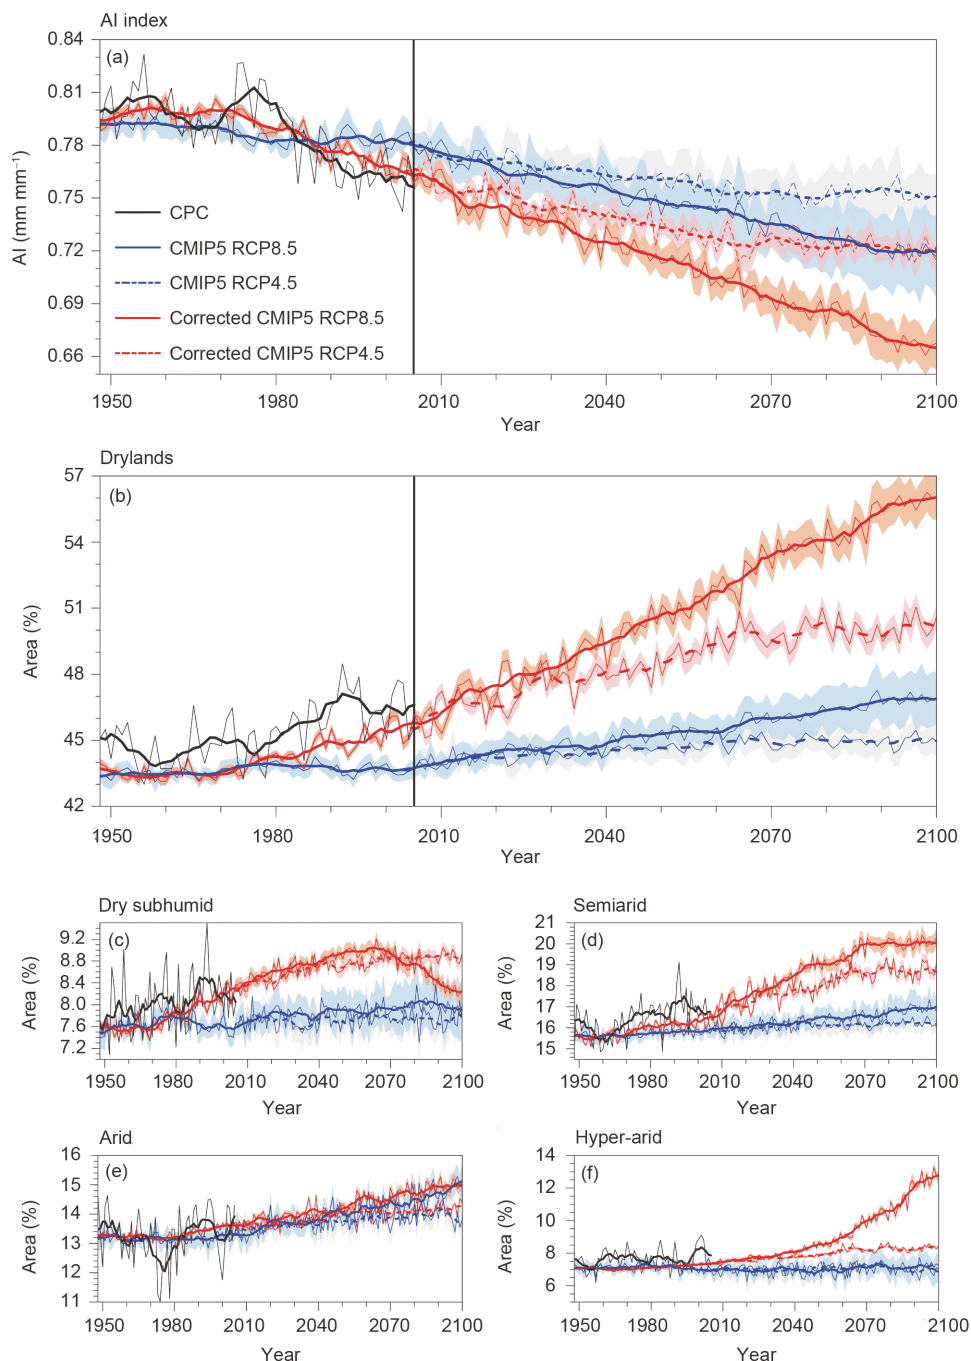 AI index
(a)
0.84
0.81
0.78
0.75
0.72
0.69
0.66
AI (mm mm⁻¹)
CPC
CMIP5 RCP8.5
CMIP5 RCP4.5
Corrected CMIP5 RCP8.5
Corrected CMIP5 RCP4.5
1950 1980 2010 2040 2070 2100
Year
Drylands
(b)
57
54
51
48
45
42
Area (%)
1950 1980 2010 2040 2070 2100
Year
Dry subhumid
(c)
9.2
8.8
8.4
8.0
7.6
7.2
Area (%)
1950 1980 2010 2040 2070 2100
Year
Semiarid
(d)
21
20
19
18
17
16
15
Area (%)
1950 1980 2010 2040 2070 2100
Year
Arid
(e)
16
15
14
13
12
11
Area (%)
1950 1980 2010 2040 2070 2100
Year
Hyper-arid
(f)
14
12
10
8
6
Area (%)
1950 1980 2010 2040 2070 2100
Year